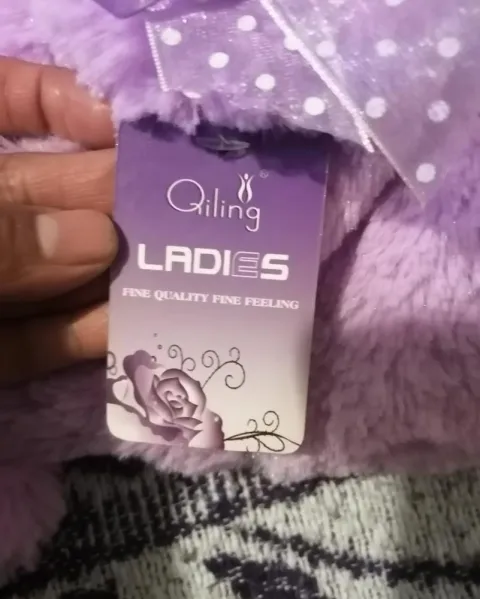 Qiling®
LADIES
FINE QUALITY FINE FEELING